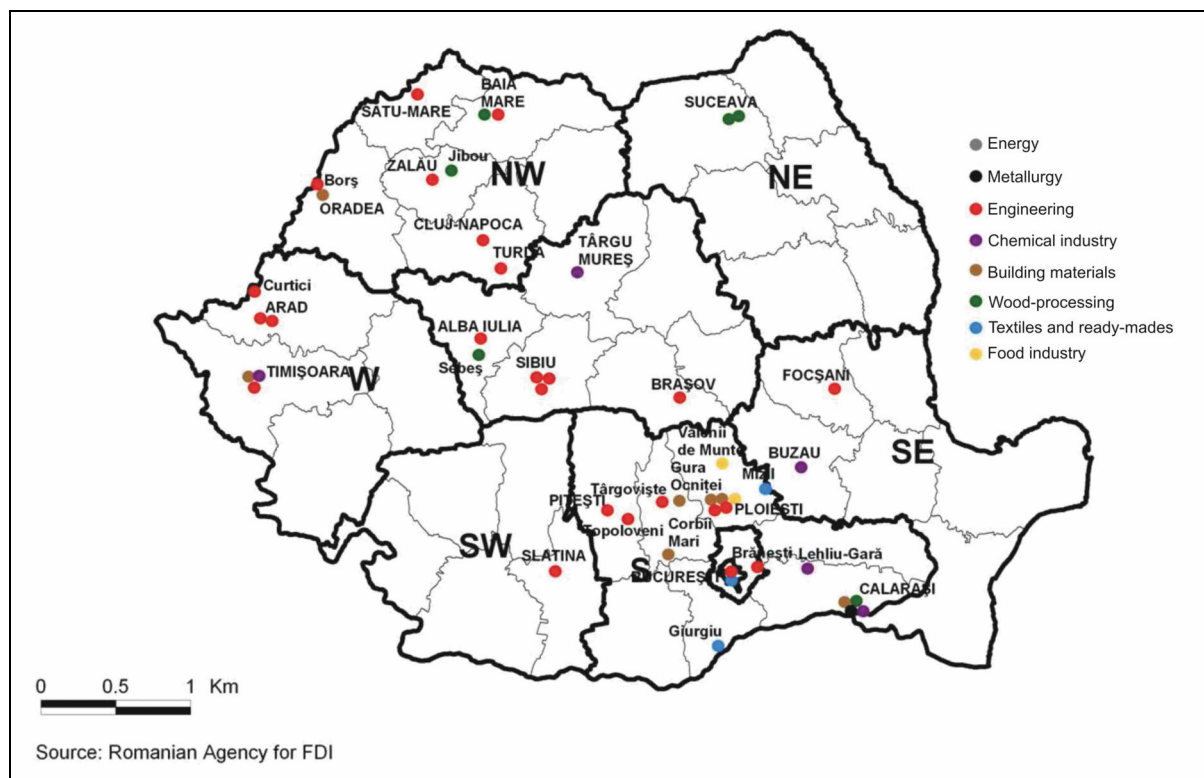 BAIA
MARE
SATU-MARE
SUCEAVA
ZALĂU
Jibou
NW
NE
Borş
ORADEA
CLUJ-NAPOCA
TURDA
TÂRGU
MUREŞ
Curtici
ARAD
ALBA IULIA
Sebeş
SIBIU
TIMIŞOARA
W
BRAŞOV
FOCŞANI
SE
Vălenii
de Munte
Gura
Ocniţei
BUZAU
Mizil
Târgovişte
PITEŞTI
Topoloveni
Corbii
Mari
PLOIEŞTI
SW
SLATINA
S
BUCUREŞTI
Brăneşti
Lehliu-Gară
CALARAŞI
Giurgiu
Energy
Metallurgy
Engineering
Chemical industry
Building materials
Wood-processing
Textiles and ready-mades
Food industry
0 0.5 1 Km
Source: Romanian Agency for FDI